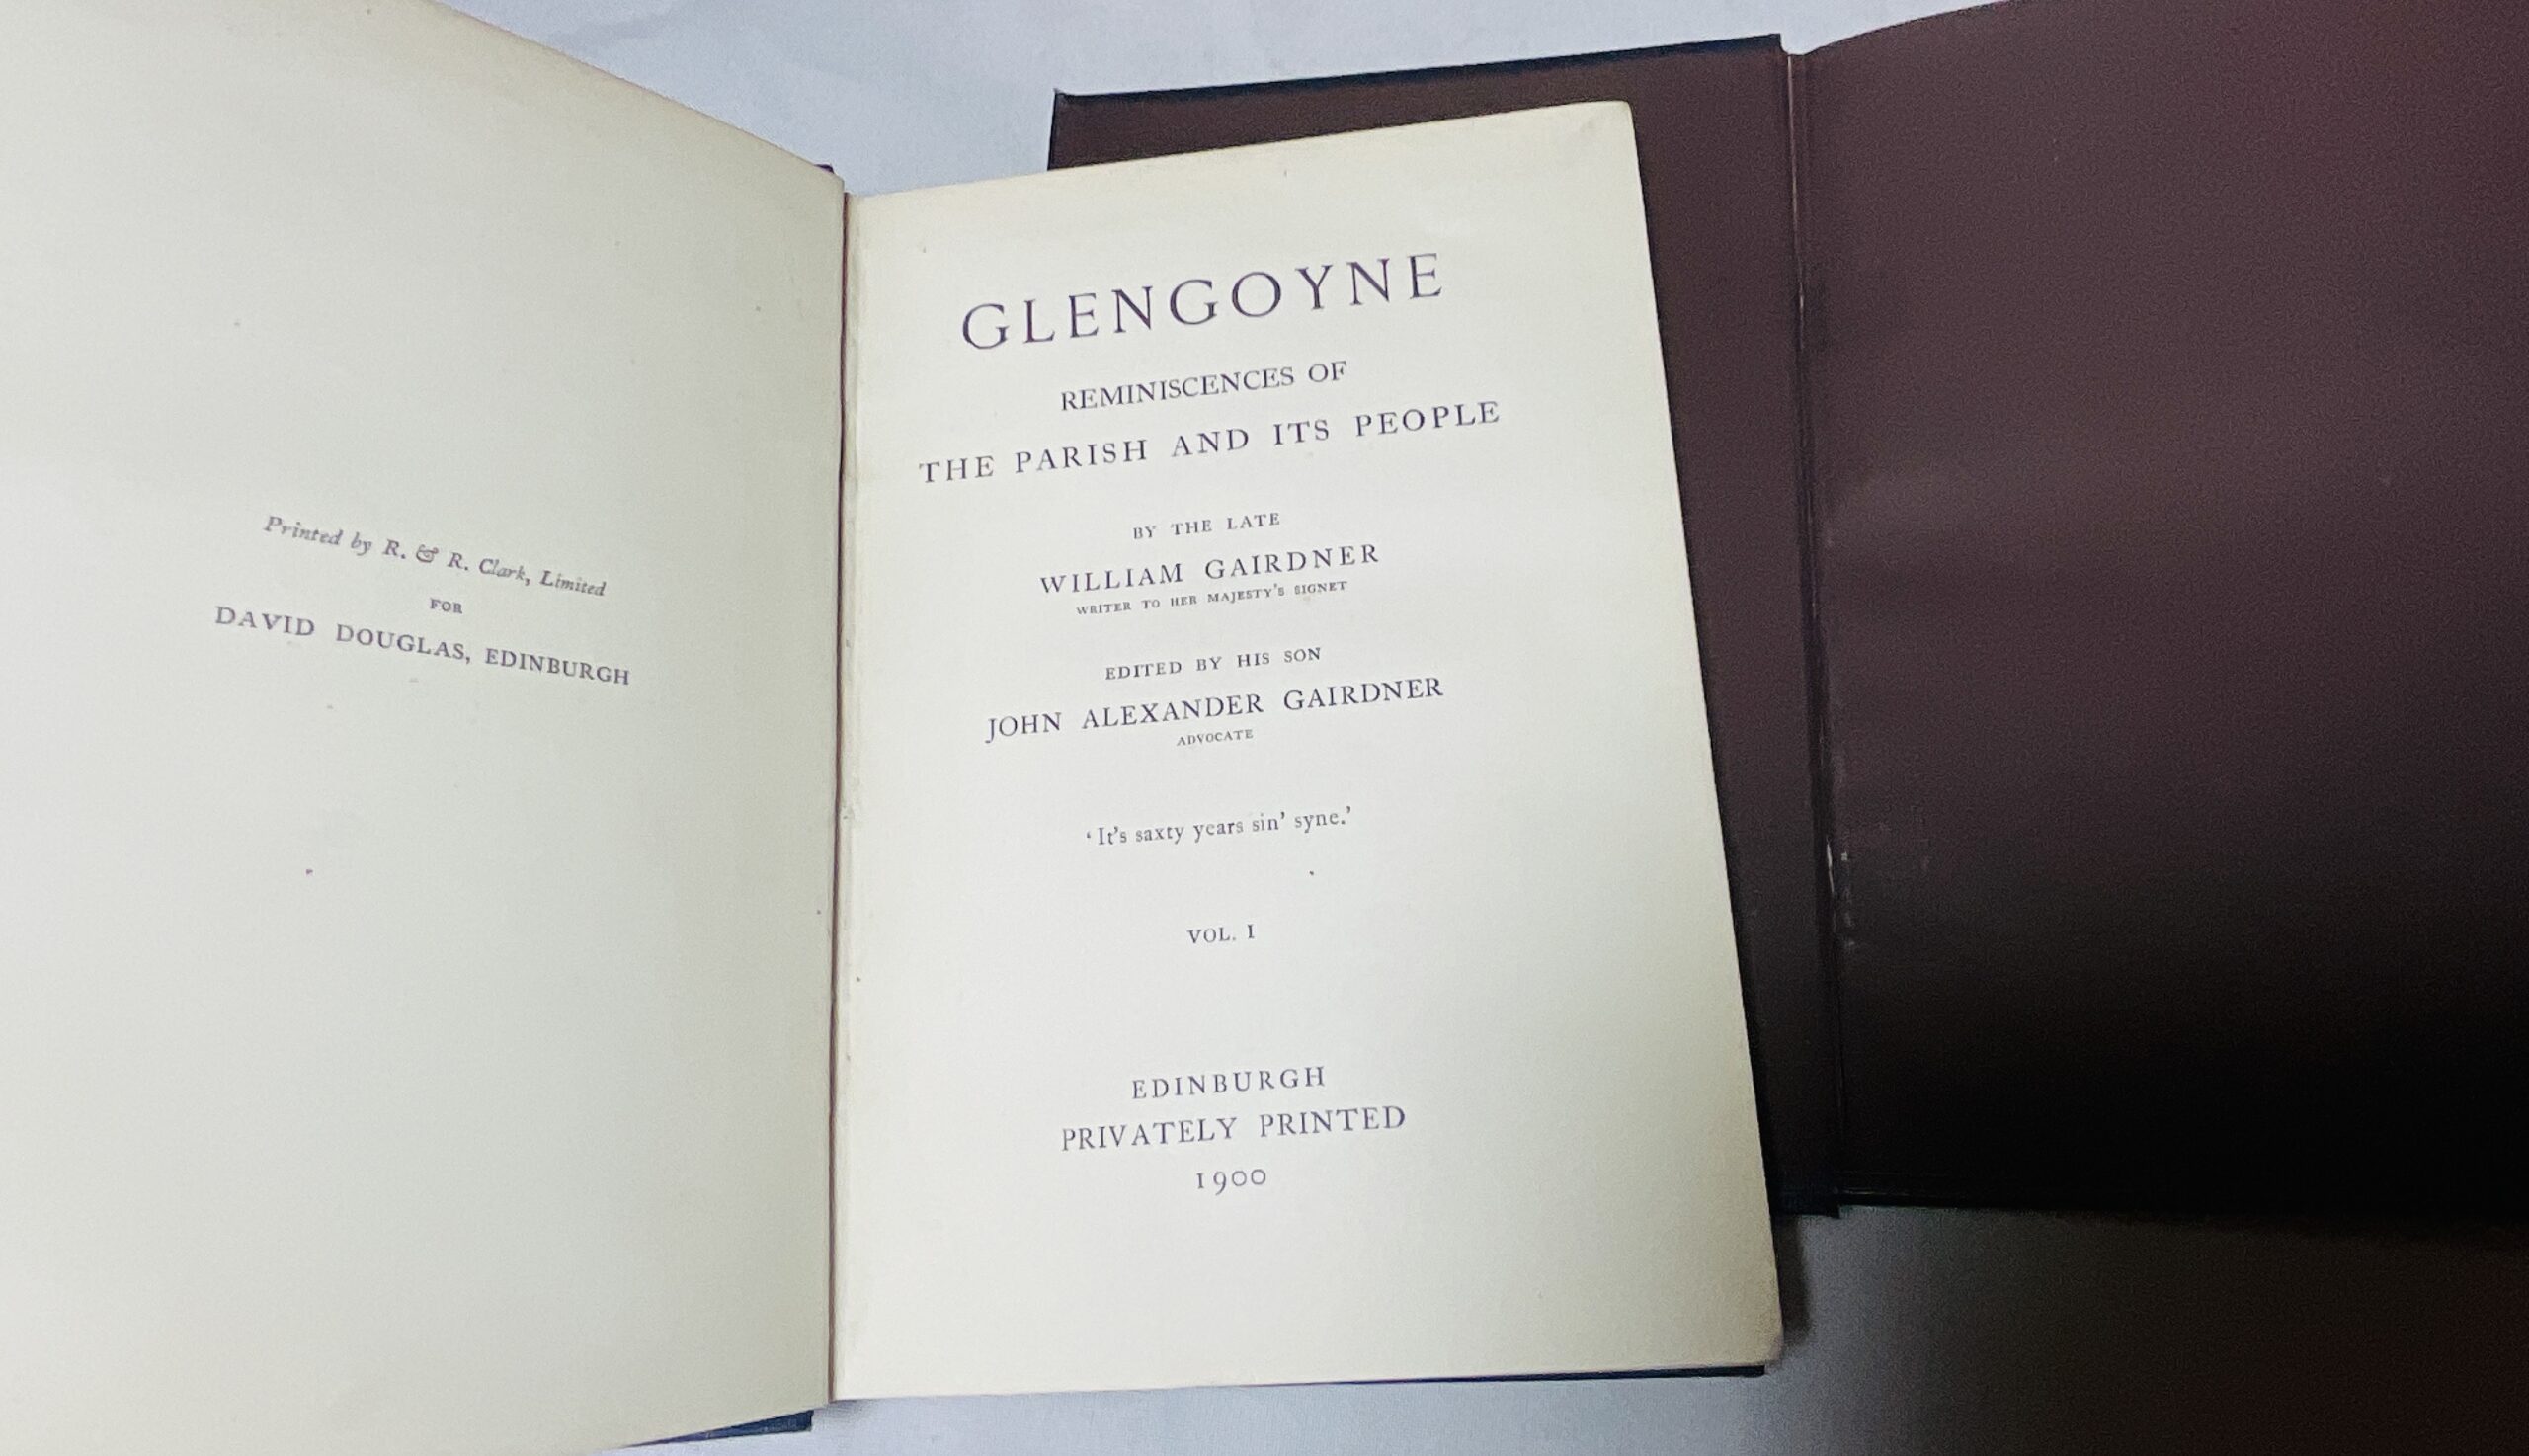 Printed by R. & R. Clark, Limited
FOR
DAVID DOUGLAS, EDINBURGH
GLENGOYNE
REMINISCENCES OF
THE PARISH AND ITS PEOPLE
BY THE LATE
WILLIAM GAIRDNER
WRITER TO HER MAJESTY'S SIGNET
EDITED BY HIS SON
JOHN ALEXANDER GAIRDNER
ADVOCATE
‘It's saxty years sin' syne.’
VOL. I
EDINBURGH
PRIVATELY PRINTED
1900